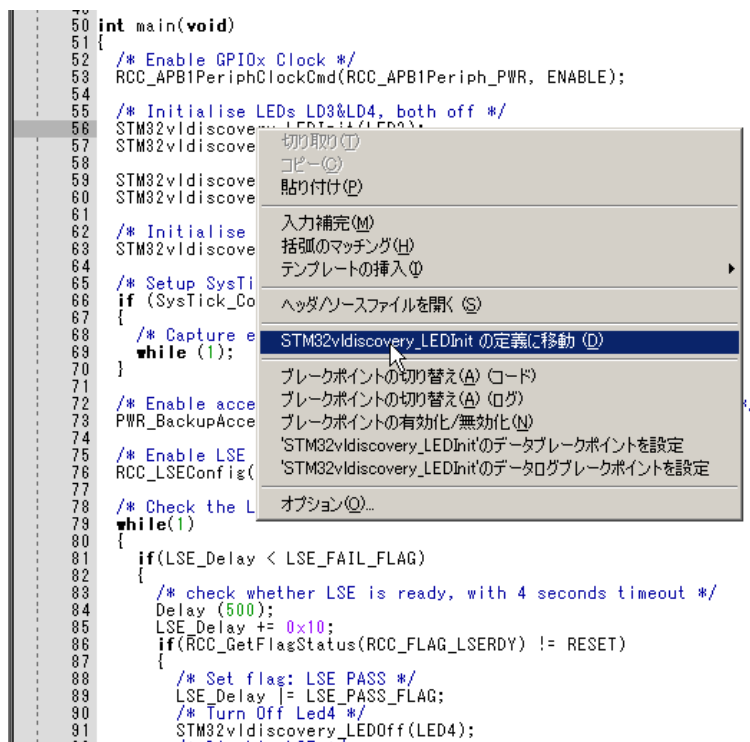 50 int main(void)
51 {
52 /* Enable GPIOx Clock */
53 RCC_APB1PeriphClockCmd(RCC_APB1Periph_PWR, ENABLE);
54
55 /* Initialise LEDs LD3&LD4, both off */
56 STM32vldiscovery_LEDInit(LED3);
57 STM32vldiscove
58
59 STM32vldiscove
60 STM32vldiscove
61
62 /* Initialise
63 STM32vldiscove
64
65 /* Setup SysTi
66 if (SysTick_Co
67 {
68 /* Capture e
69 while (1);
70 }
71
72 /* Enable acce
73 PWR_BackupAcce
74
75 /* Enable LSE
76 RCC_LSEConfig(
77
78 /* Check the L
79 while(1)
80 {
81 if(LSE_Delay < LSE_FAIL_FLAG)
82 {
83 /* check whether LSE is ready, with 4 seconds timeout */
84 Delay (500);
85 LSE_Delay += 0x10;
86 if(RCC_GetFlagStatus(RCC_FLAG_LSERDY) != RESET)
87 {
88 /* Set flag: LSE PASS */
89 LSE_Delay |= LSE_PASS_FLAG;
90 /* Turn Off Led4 */
91 STM32vldiscovery_LEDOff(LED4);
切り取り(T)
コピー(C)
貼り付け(P)
入力補完(M)
括弧のマッチング(H)
テンプレートの挿入(I)
ヘッダ/ソースファイルを開く (S)
STM32vldiscovery_LEDInit の定義に移動 (D)
ブレークポイントの切り替え(A) (コード)
ブレークポイントの切り替え(A) (ログ)
ブレークポイントの有効化/無効化(N)
'STM32vldiscovery_LEDInit'のデータブレークポイントを設定
'STM32vldiscovery_LEDInit'のデータログブレークポイントを設定
オプション(O)...